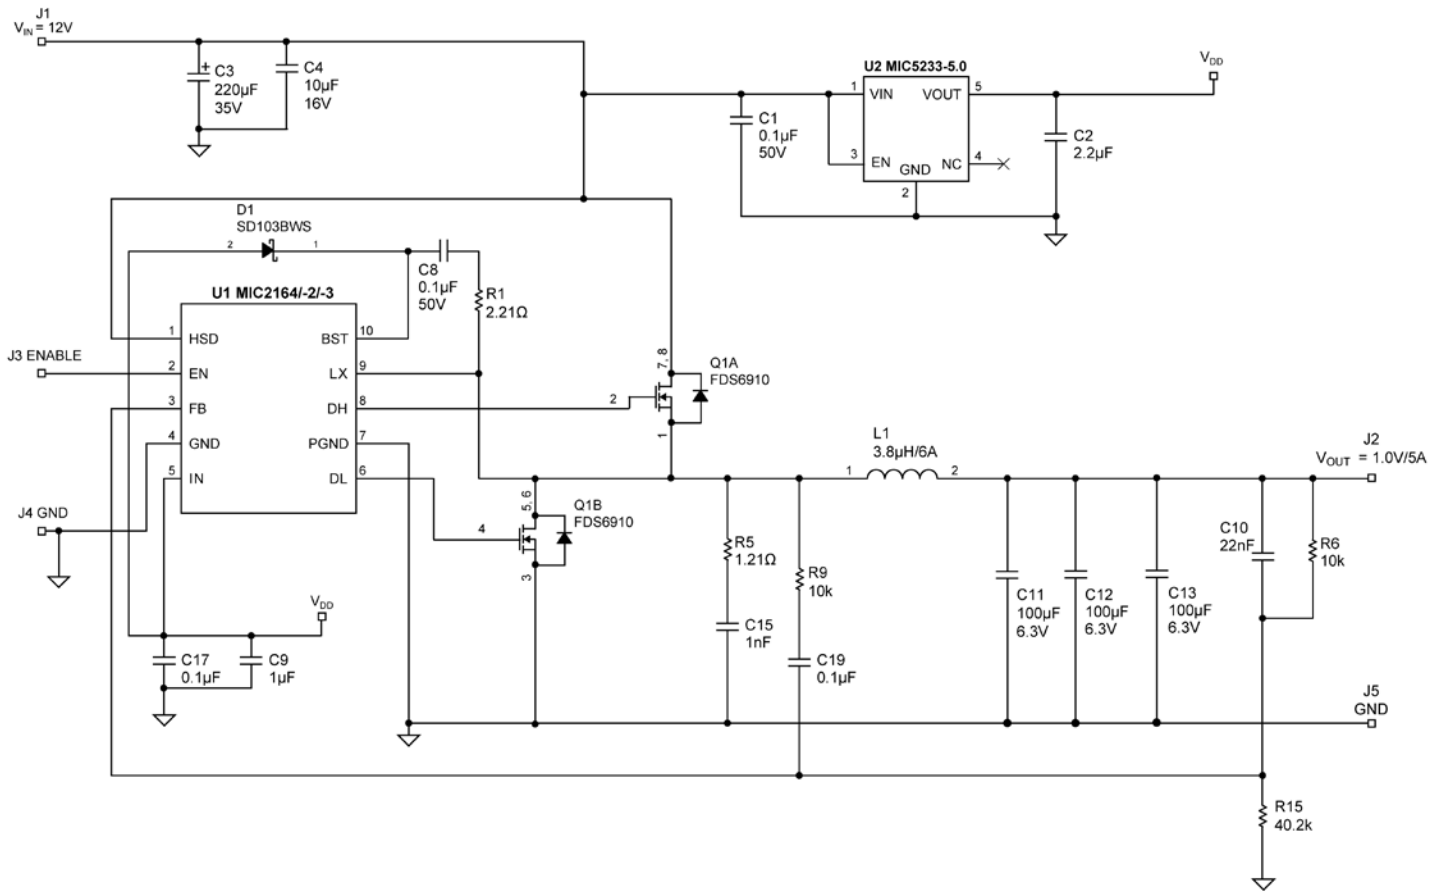 J1
VIN = 12V
C3
220µF
35V
+
C4
10µF
16V
U2 MIC5233-5.0
1
VIN
VOUT
5
3
EN
GND
NC
4
2
C1
0.1µF
50V
VDD
C2
2.2µF
D1
SD103BWS
2
1
C8
0.1µF
50V
R1
2.21Ω
U1 MIC2164/-2/-3
1
HSD
BST
10
J3 ENABLE
2
EN
LX
9
3
FB
DH
8
4
GND
PGND
7
5
IN
DL
6
J4 GND
7, 8
Q1A
FDS6910
2
1
5, 6
Q1B
FDS6910
4
3
L1
3.8µH/6A
1
2
J2
VOUT = 1.0V/5A
R5
1.21Ω
C15
1nF
R9
10k
C19
0.1µF
C11
100µF
6.3V
C12
100µF
6.3V
C13
100µF
6.3V
C10
22nF
R6
10k
VDD
C17
0.1µF
C9
1µF
J5
GND
R15
40.2k